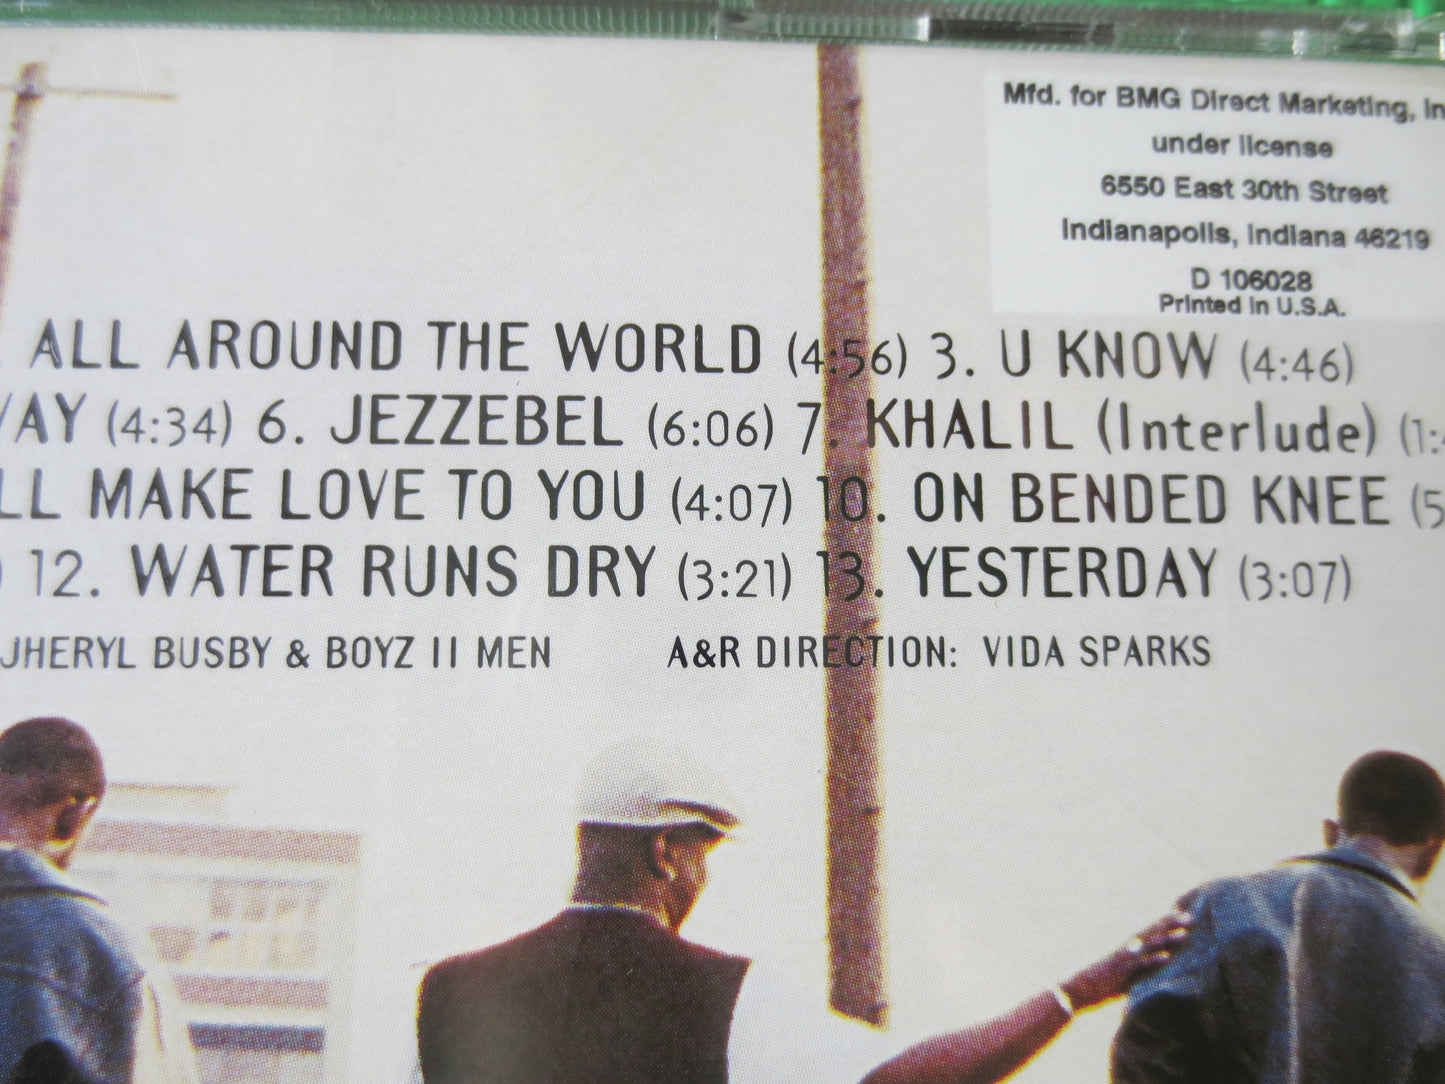 Mfd. for BMG Direct Marketing,
under license
6550 East 30th Street
Indianapolis, Indiana 46219
D 106028
Printed in U.S.A.
ALL AROUND THE WORLD (4:56) 3. U KNOW (4:46)
(4:34) 6. JEZZEBEL (6:06) 7. KHALIL (Interlude)
MAKE LOVE TO YOU (4:07) 10. ON BENDED KNEE
12. WATER RUNS DRY (3:21) 13. YESTERDAY (3:07)
JHERYL BUSBY & BOYZ II MEN A&R DIRECTION: VIDA SPARKS